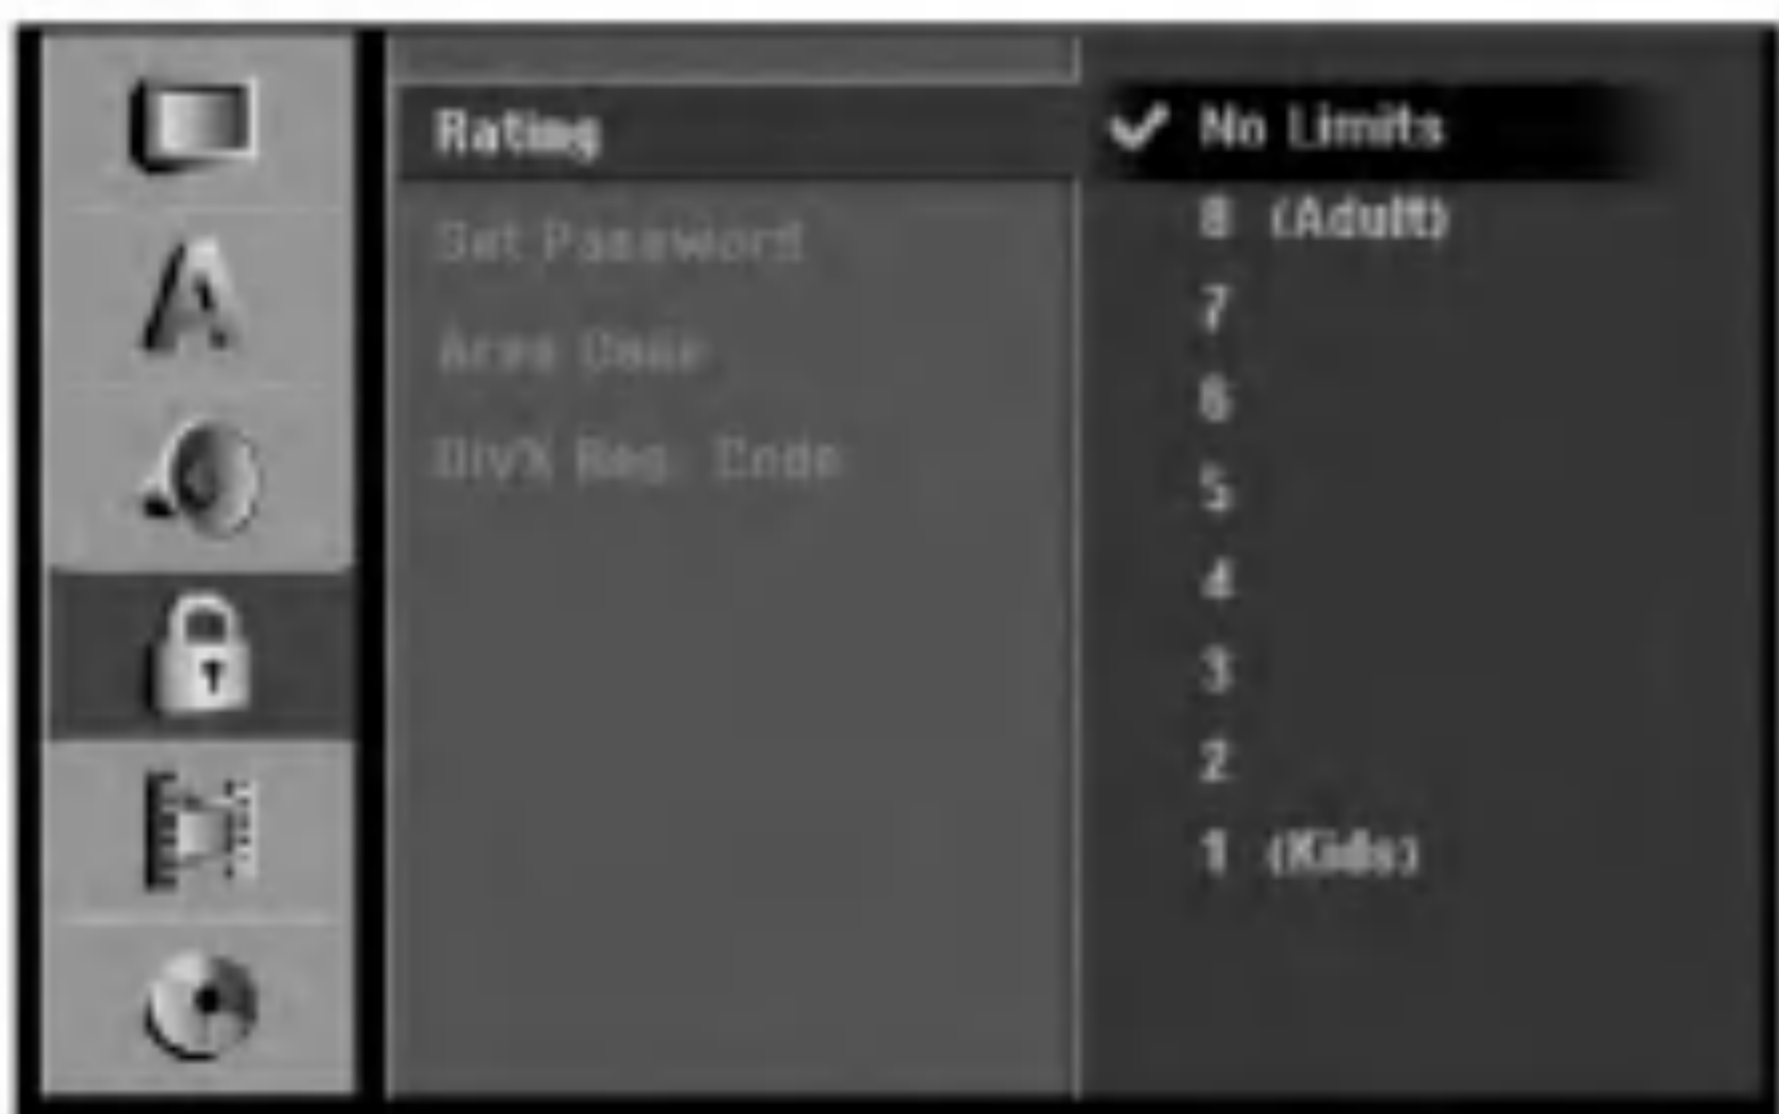 Rating
Set Password
Area Code
DivX Reg. Code
No Limits
8 (Adult)
7
6
5
4
3
2
1 (Kids)